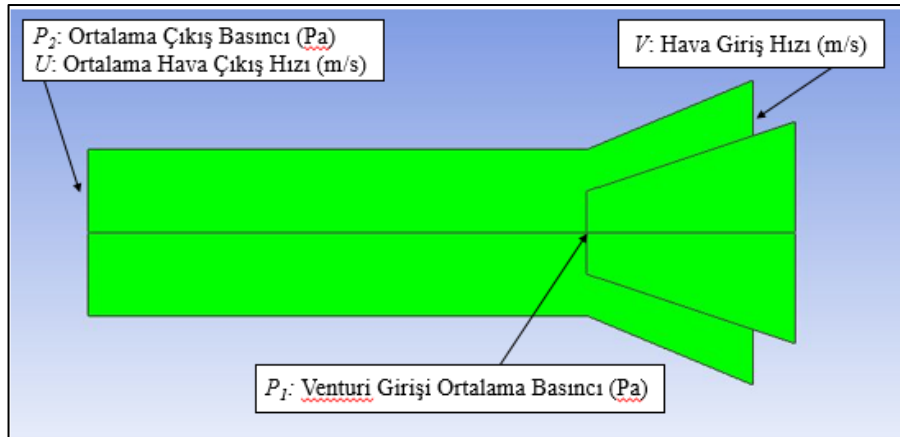 P2: Ortalama Çıkış Basıncı (Pa)
U: Ortalama Hava Çıkış Hızı (m/s)
V: Hava Giriş Hızı (m/s)
P1: Venturi Girişi Ortalama Basıncı (Pa)